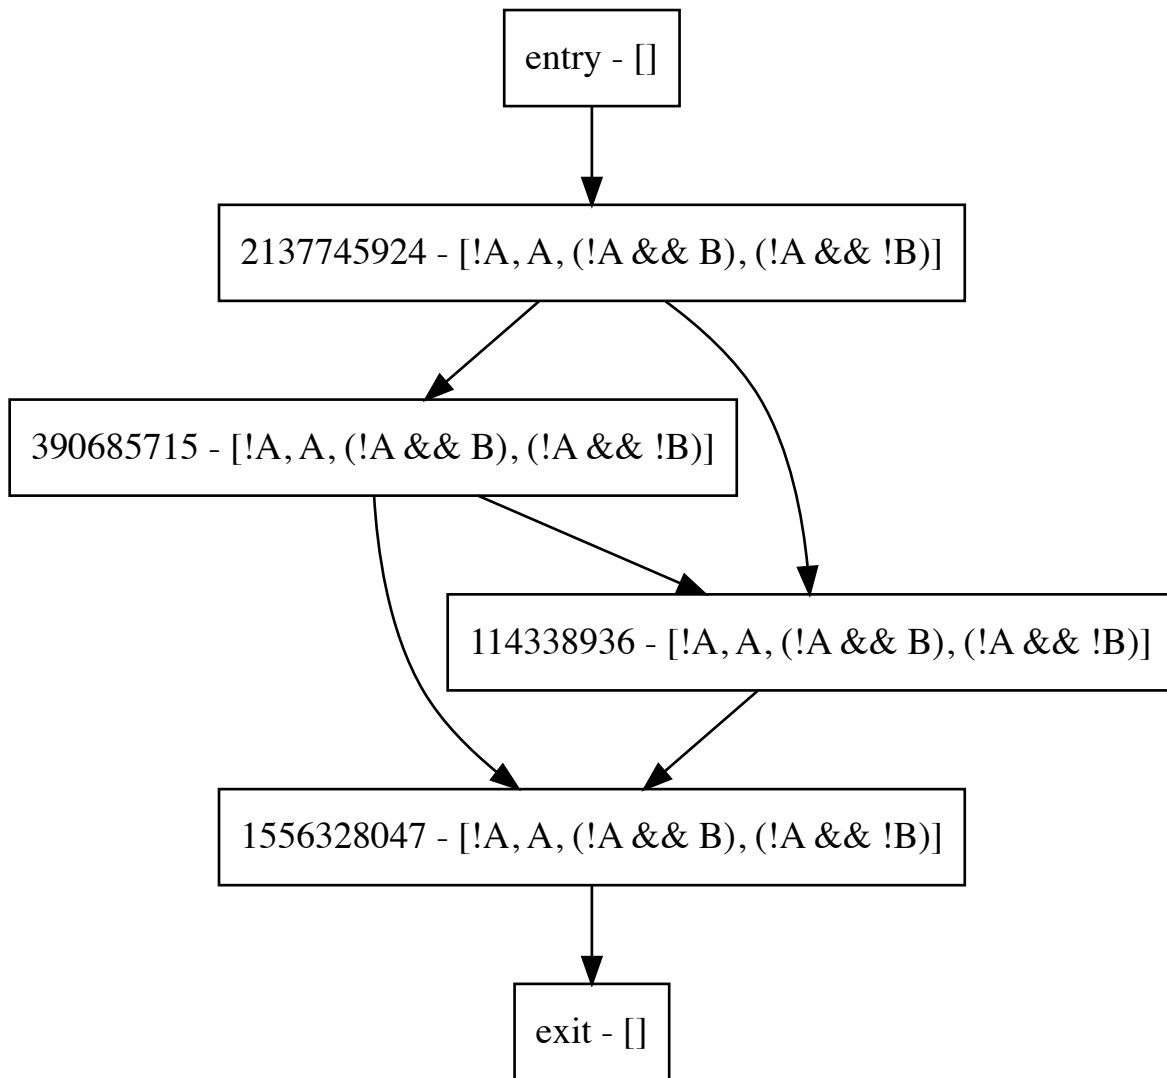 entry - []
2137745924 - [!A, A, (!A && B), (!A && !B)]
390685715 - [!A, A, (!A && B), (!A && !B)]
114338936 - [!A, A, (!A && B), (!A && !B)]
1556328047 - [!A, A, (!A && B), (!A && !B)]
exit - []